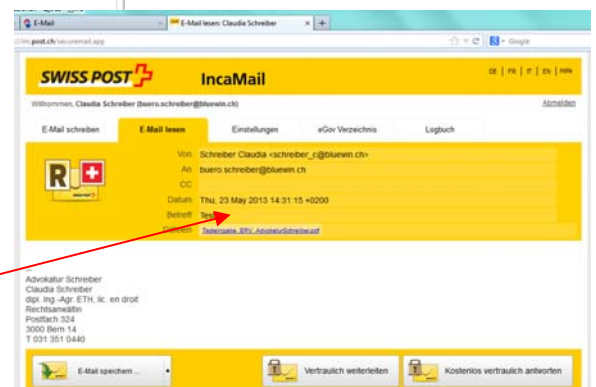 E-Mail
E-Mail lesen: Claudia Schreiber
post.ch/securemail.app
Google
SWISS POST
IncaMail
DE | FR | IT | EN | Hilfe
Willkommen, Claudia Schreiber (buero.schreiber@bluewin.ch)
Abmelden
E-Mail schreiben
E-Mail lesen
Einstellungen
eGov Verzeichnis
Logbuch
R
Von Schreiber Claudia <schreiber_c@bluewin.ch>
An buero.schreiber@bluewin.ch
CC
Datum Thu, 23 May 2013 14:31:15 +0200
Betreff
Dateien Testeingabe_ERV_AdvokaturSchreiber.pdf
--
Advokatur Schreiber
Claudia Schreiber
dipl. Ing.-Agr. ETH, lic. en droit
Rechtsanwältin
Postfach 324
3000 Bern 14
T 031 351 0440
E-Mail speichern ...
Vertraulich weiterleiten
Kostenlos vertraulich antworten